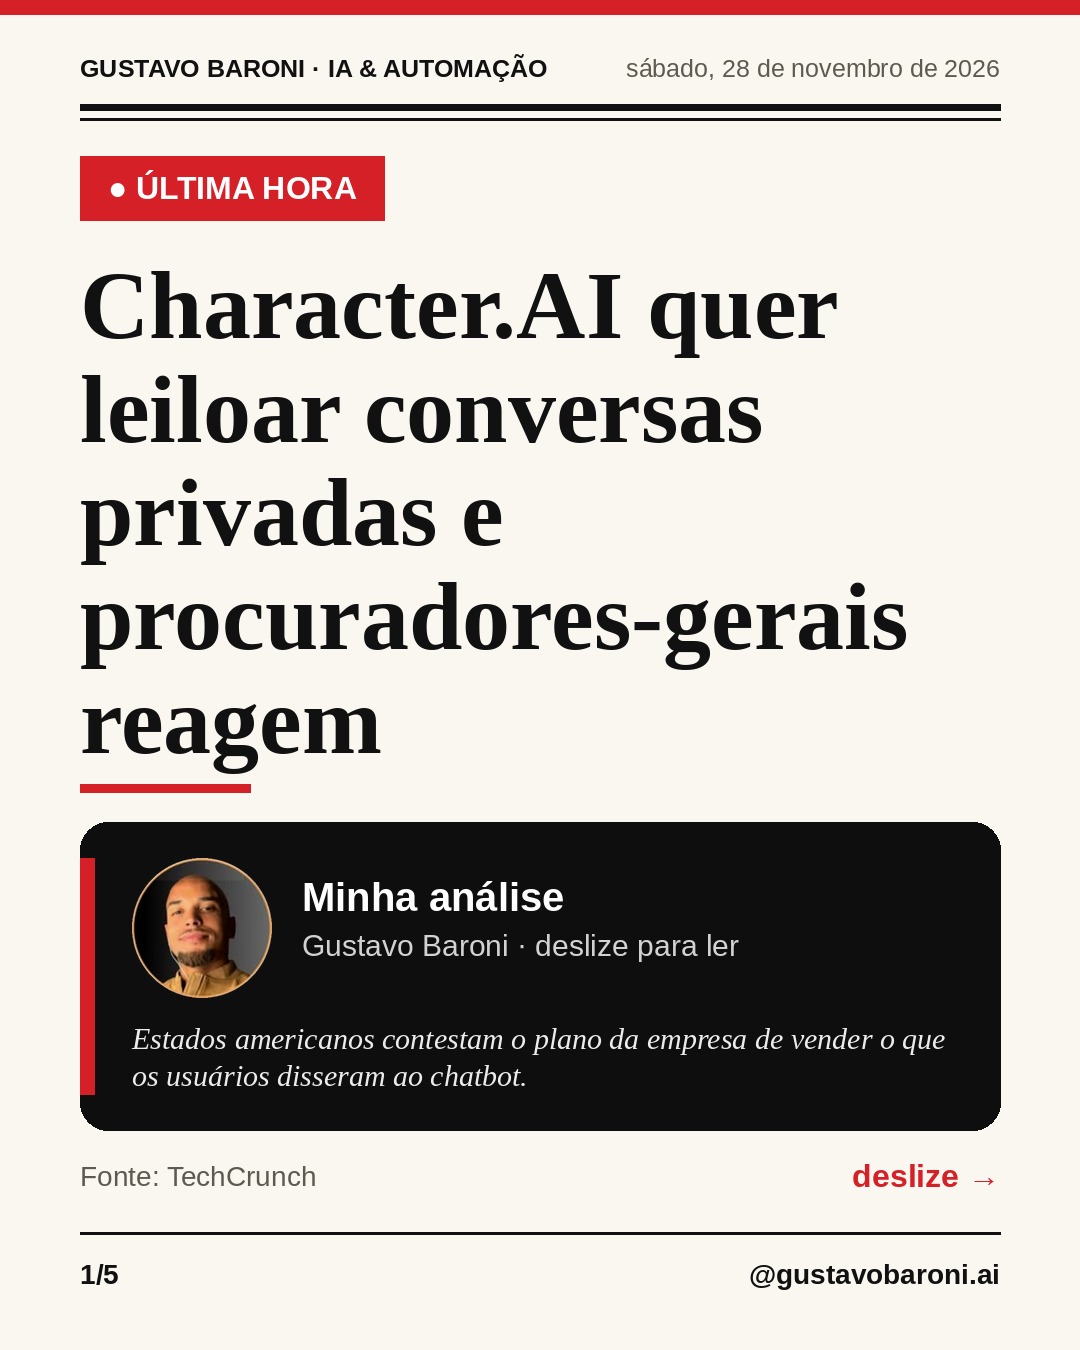 GUSTAVO BARONI · IA & AUTOMAÇÃO
sábado, 28 de novembro de 2026
● ÚLTIMA HORA
Character.AI quer
leiloar conversas
privadas e
procuradores-gerais
reagem
Minha análise
Gustavo Baroni · deslize para ler
Estados americanos contestam o plano da empresa de vender o que
os usuários disseram ao chatbot.
Fonte: TechCrunch
deslize →
1/5
@gustavobaroni.ai